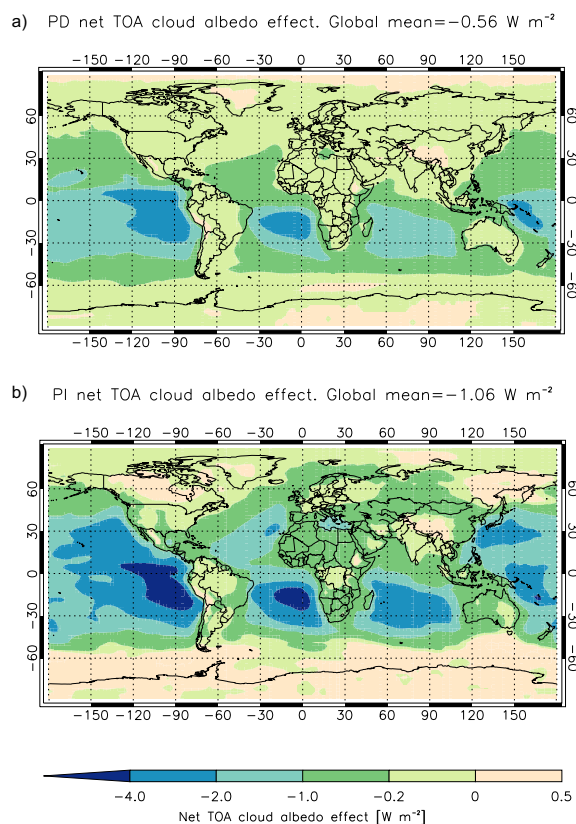 a) PD net TOA cloud albedo effect. Global mean=−0.56 W m⁻²
−150 −120 −90 −60 −30 0 30 60 90 120 150
60 60
30 30
0 0
−30 −30
−60 −60
−150 −120 −90 −60 −30 0 30 60 90 120 150
b) PI net TOA cloud albedo effect. Global mean=−1.06 W m⁻²
−150 −120 −90 −60 −30 0 30 60 90 120 150
60 60
30 30
0 0
−30 −30
−60 −60
−150 −120 −90 −60 −30 0 30 60 90 120 150
−4.0 −2.0 −1.0 −0.2 0 0.5
Net TOA cloud albedo effect [W m⁻²]